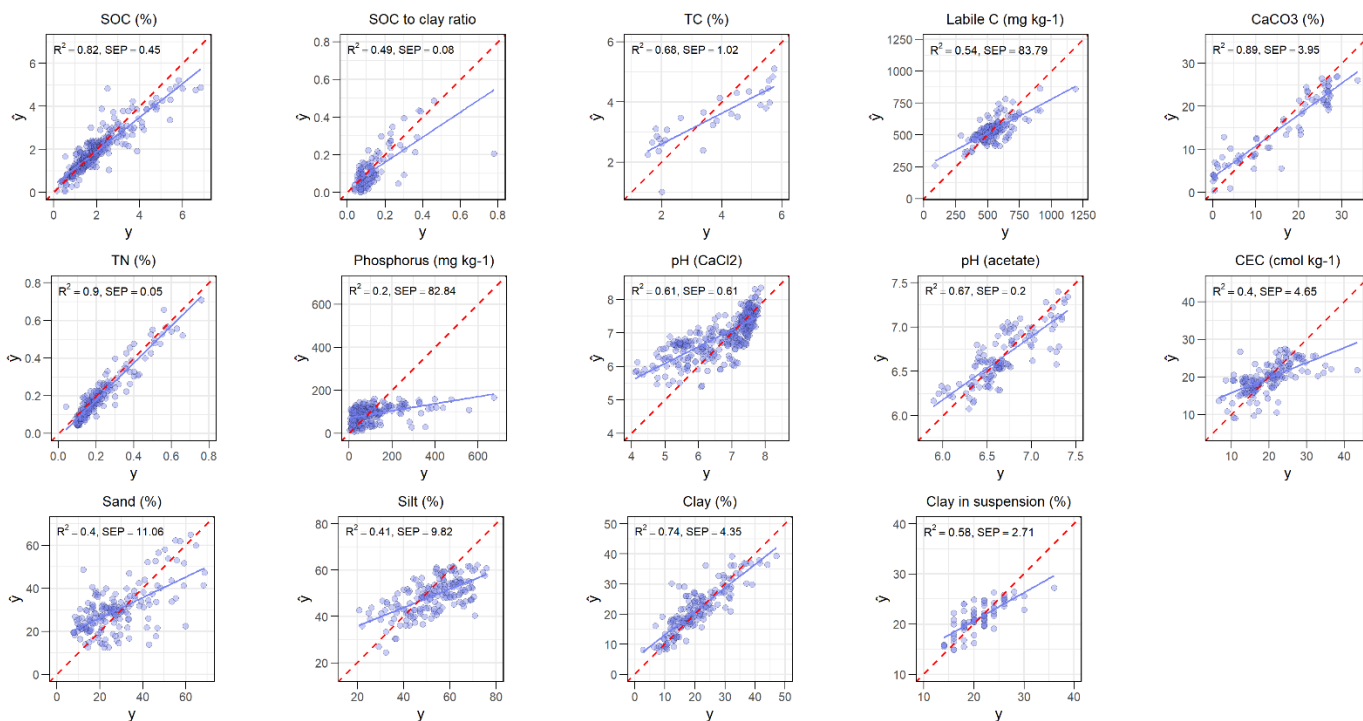 SOC (%)
SOC to clay ratio
TC (%)
Labile C (mg kg-1)
CaCO3 (%)
R² = 0.82, SEP = 0.45
R² = 0.49, SEP = 0.08
R² = 0.68, SEP = 1.02
R² = 0.54, SEP = 83.79
R² = 0.89, SEP = 3.95
ŷ
6
4
2
0
0 2 4 6
y
ŷ
0.8
0.6
0.4
0.2
0.0
0.0 0.2 0.4 0.6 0.8
y
ŷ
6
4
2
2 3 4 5 6
y
ŷ
1250
1000
750
500
250
0
250 500 750 1000 1250
y
ŷ
30
20
10
0
0 10 20 30
y
TN (%)
Phosphorus (mg kg-1)
pH (CaCl2)
pH (acetate)
CEC (cmol kg-1)
R² = 0.9, SEP = 0.05
R² = 0.2, SEP = 82.84
R² = 0.61, SEP = 0.61
R² = 0.67, SEP = 0.2
R² = 0.4, SEP = 4.65
ŷ
0.8
0.6
0.4
0.2
0.0
0.0 0.2 0.4 0.6 0.8
y
ŷ
600
400
200
0
0 200 400 600
y
ŷ
8
7
6
5
4
4 5 6 7 8
y
ŷ
7.5
7.0
6.5
6.0
6.0 6.5 7.0 7.5
y
ŷ
40
30
20
10
10 20 30 40
y
Sand (%)
Silt (%)
Clay (%)
Clay in suspension (%)
R² = 0.4, SEP = 11.06
R² = 0.41, SEP = 9.82
R² = 0.74, SEP = 4.35
R² = 0.58, SEP = 2.71
ŷ
60
40
20
0
0 20 40 60
y
ŷ
80
60
40
20
20 40 60 80
y
ŷ
50
40
30
20
10
0
0 10 20 30 40 50
y
ŷ
40
30
20
10
10 20 30 40
y